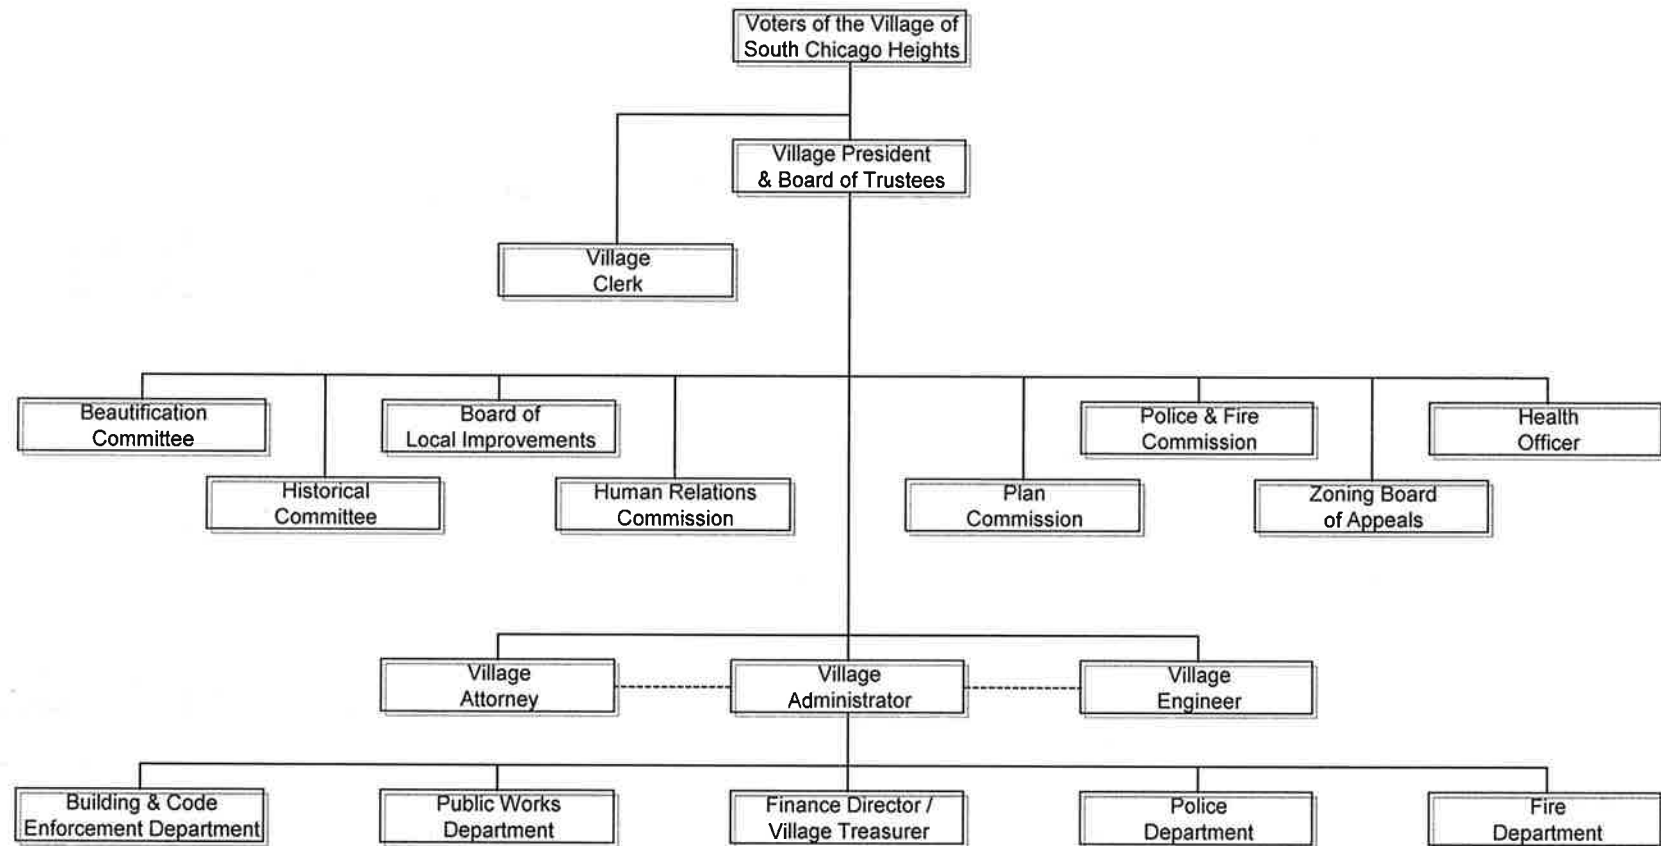 Voters of the Village of
South Chicago Heights
Village President
& Board of Trustees
Village
Clerk
Beautification
Committee
Board of
Local Improvements
Police & Fire
Commission
Health
Officer
Historical
Committee
Human Relations
Commission
Plan
Commission
Zoning Board
of Appeals
Village
Attorney
Village
Administrator
Village
Engineer
Building & Code
Enforcement Department
Public Works
Department
Finance Director /
Village Treasurer
Police
Department
Fire
Department